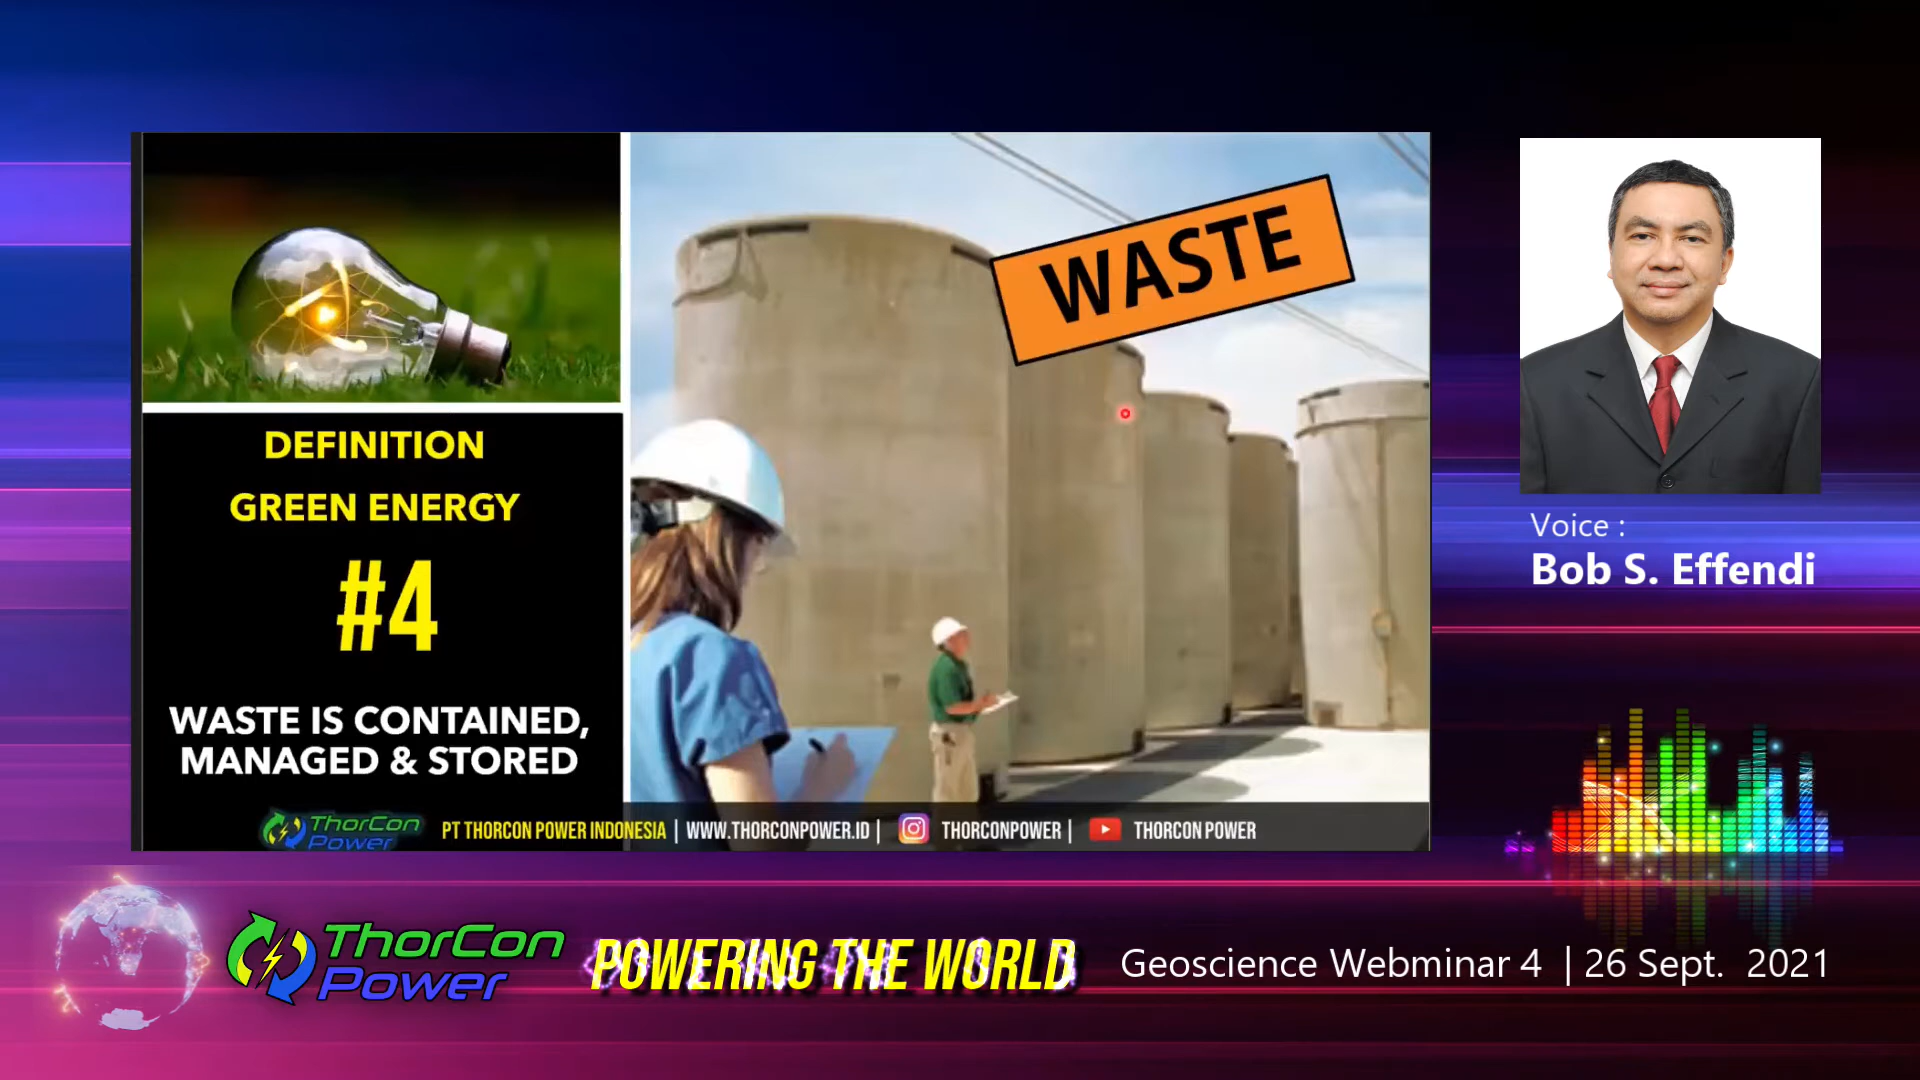 WASTE
DEFINITION
GREEN ENERGY
#4
WASTE IS CONTAINED,
MANAGED & STORED
ThorCon
Power
PT THORCON POWER INDONESIA | WWW.THORCONPOWER.ID | THORCONPOWER | THORCON POWER
Voice :
Bob S. Effendi
ThorCon
Power
POWERING THE WORLD
Geoscience Webminar 4 | 26 Sept. 2021